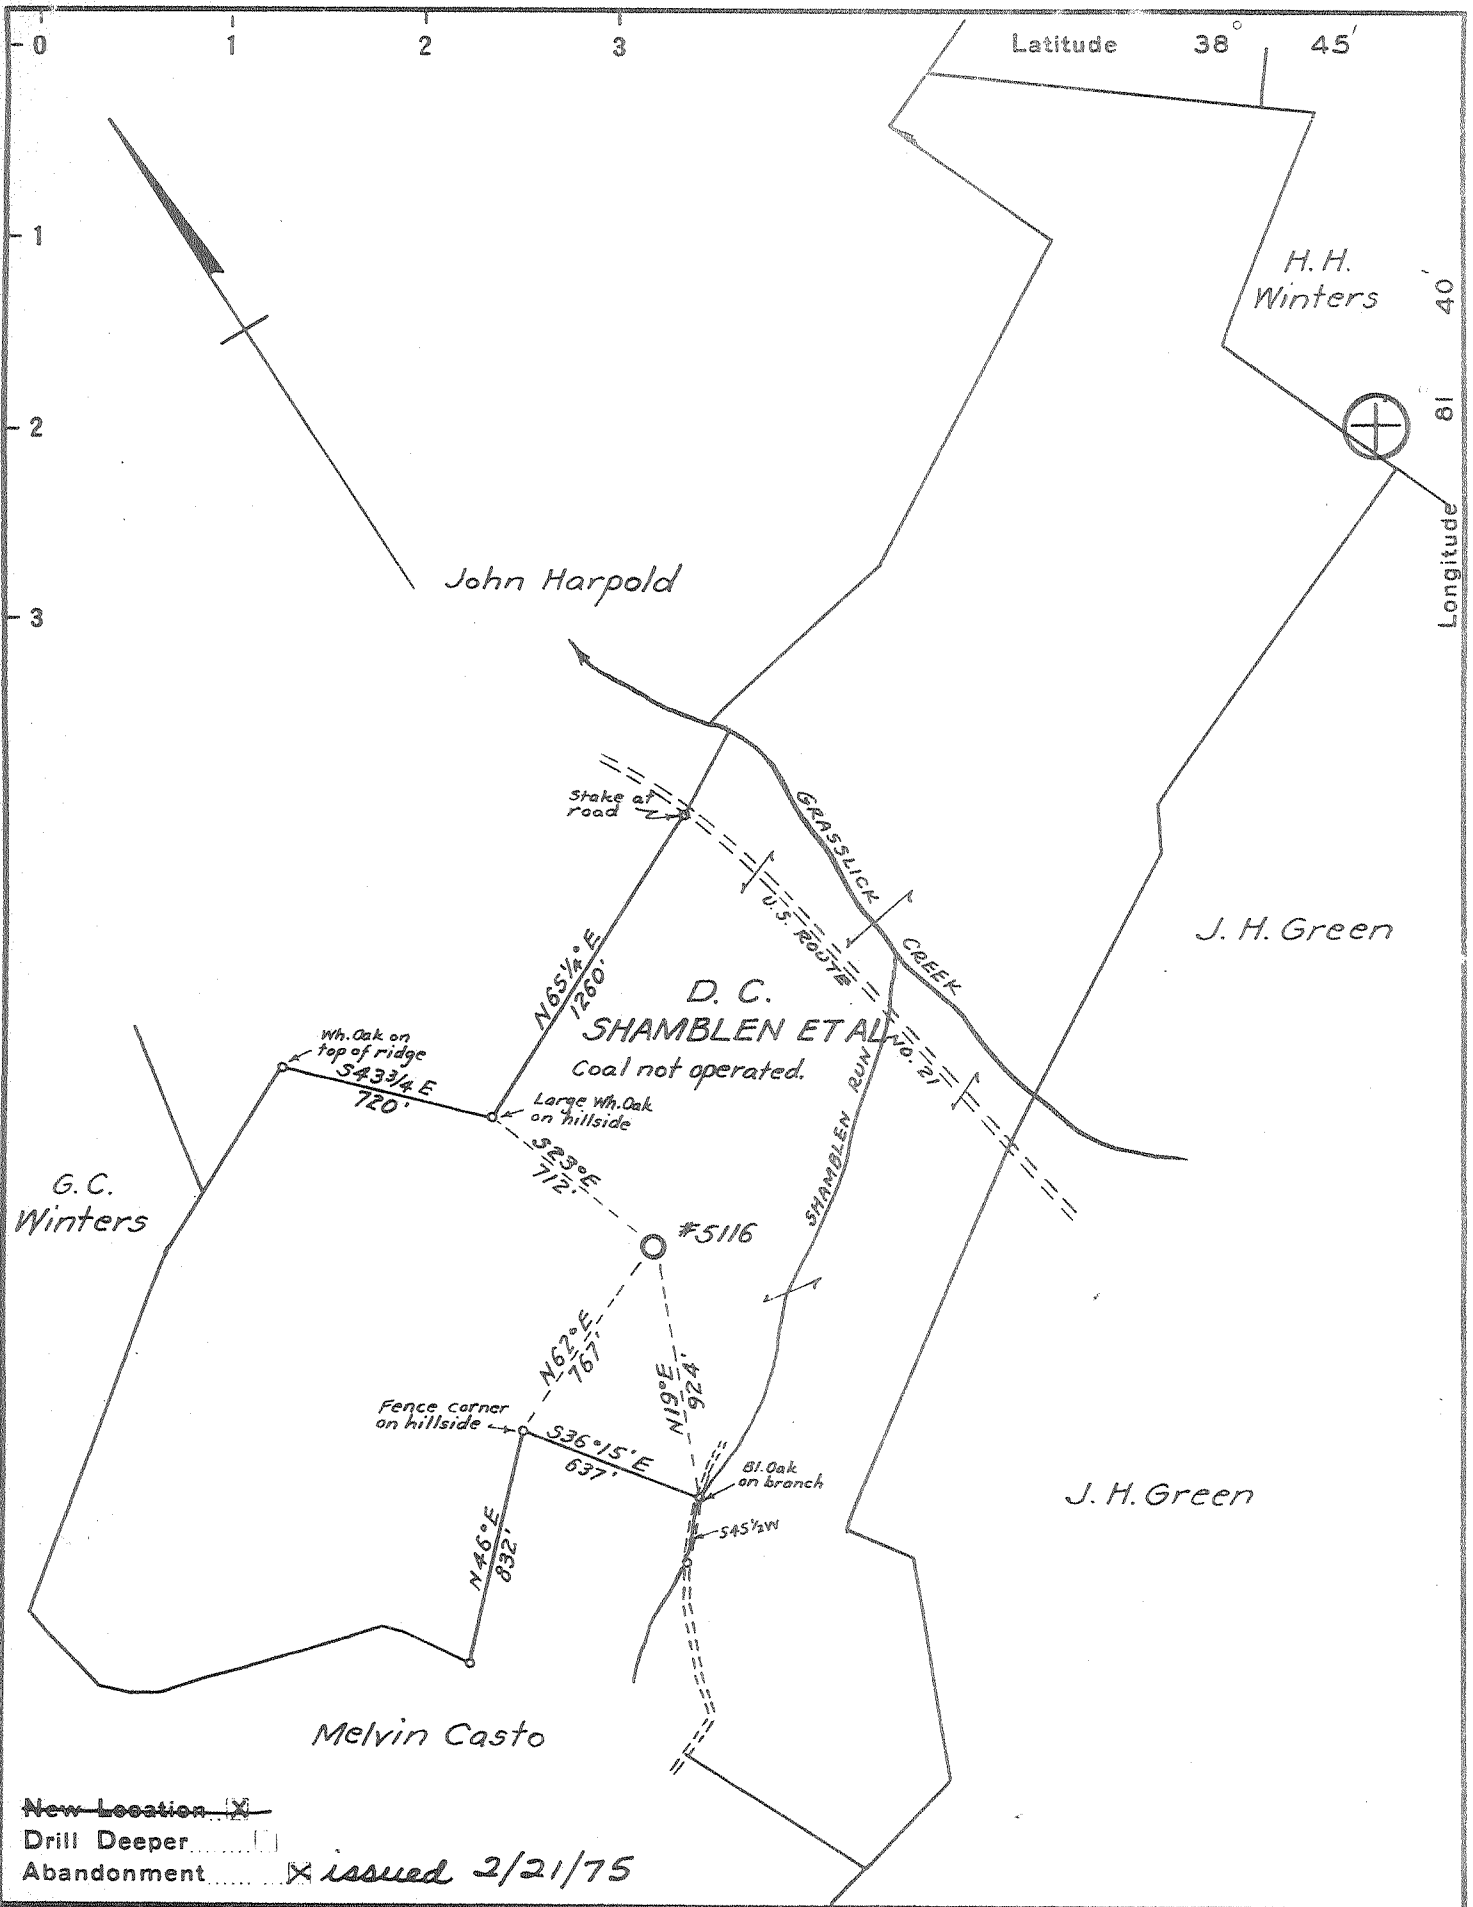 0 1 2 3 Latitude 38° 45'
1
2
3
H. H.
Winters
Longitude 81 40'
John Harpold
Stake at
road
GRASSLICK CREEK
U.S. ROUTE NO. 21
J. H. Green
N65¼°E
1260'
D. C.
SHAMBLEN ET AL
Coal not operated.
Wh. Oak on
top of ridge
S43¾ E
720'
Large Wh. Oak
on hillside
SHAMBLEN RUN
S23°E
712'
G. C.
Winters
#5116
N62°E
767'
N19°E
924'
Fence corner
on hillside
S36°15'E
637'
Bl. Oak
on branch
S45½W
J. H. Green
N46°E
832'
Melvin Casto
New Location X
Drill Deeper
Abandonment X issued 2/21/75